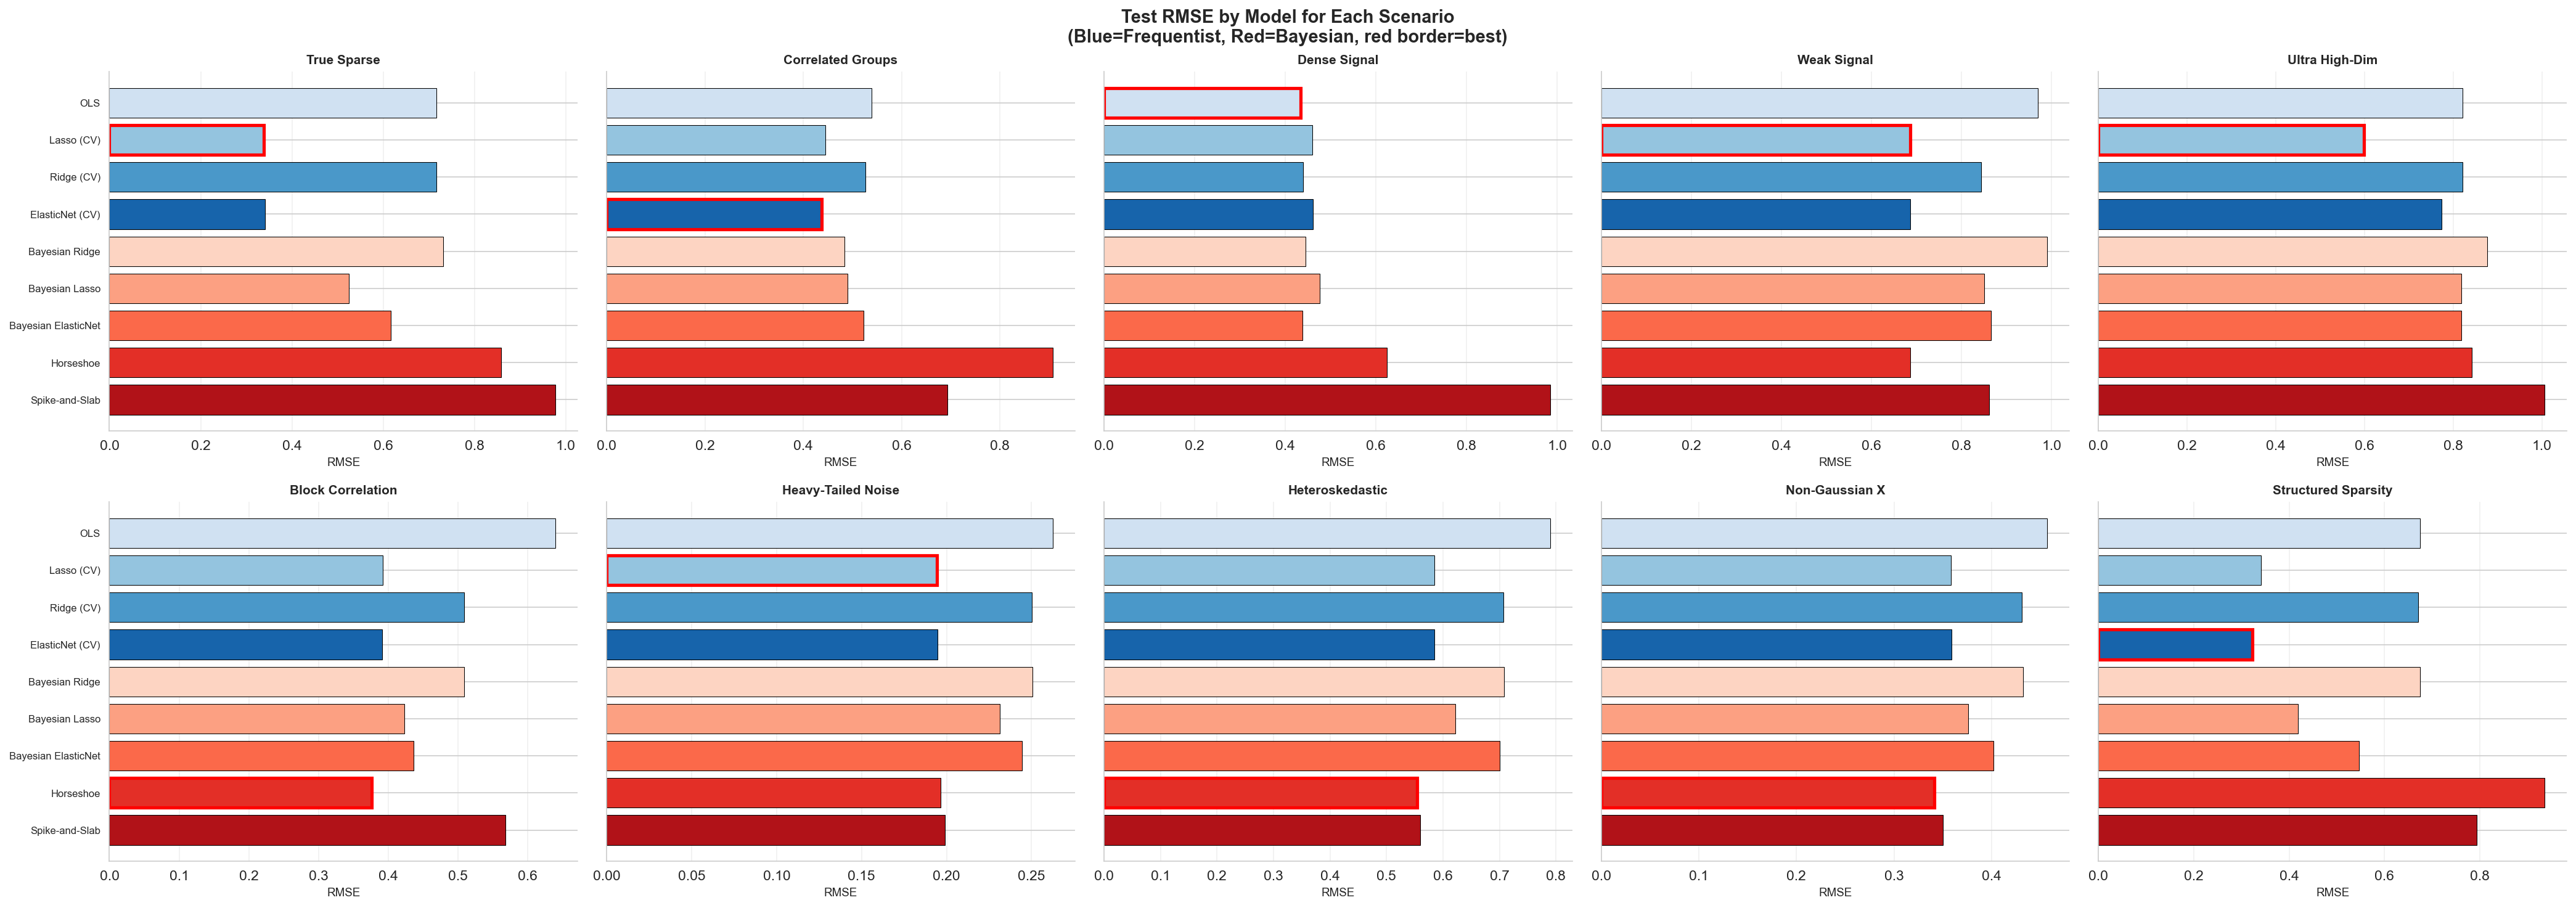 Test RMSE by Model for Each Scenario
(Blue=Frequentist, Red=Bayesian, red border=best)
True Sparse
Correlated Groups
Dense Signal
Weak Signal
Ultra High-Dim
OLS
Lasso (CV)
Ridge (CV)
ElasticNet (CV)
Bayesian Ridge
Bayesian Lasso
Bayesian ElasticNet
Horseshoe
Spike-and-Slab
0.0 0.2 0.4 0.6 0.8 1.0
0.0 0.2 0.4 0.6 0.8
0.0 0.2 0.4 0.6 0.8 1.0
0.0 0.2 0.4 0.6 0.8 1.0
0.0 0.2 0.4 0.6 0.8 1.0
RMSE
RMSE
RMSE
RMSE
RMSE
Block Correlation
Heavy-Tailed Noise
Heteroskedastic
Non-Gaussian X
Structured Sparsity
OLS
Lasso (CV)
Ridge (CV)
ElasticNet (CV)
Bayesian Ridge
Bayesian Lasso
Bayesian ElasticNet
Horseshoe
Spike-and-Slab
0.0 0.1 0.2 0.3 0.4 0.5 0.6
0.00 0.05 0.10 0.15 0.20 0.25
0.0 0.1 0.2 0.3 0.4 0.5 0.6 0.7 0.8
0.0 0.1 0.2 0.3 0.4
0.0 0.2 0.4 0.6 0.8
RMSE
RMSE
RMSE
RMSE
RMSE